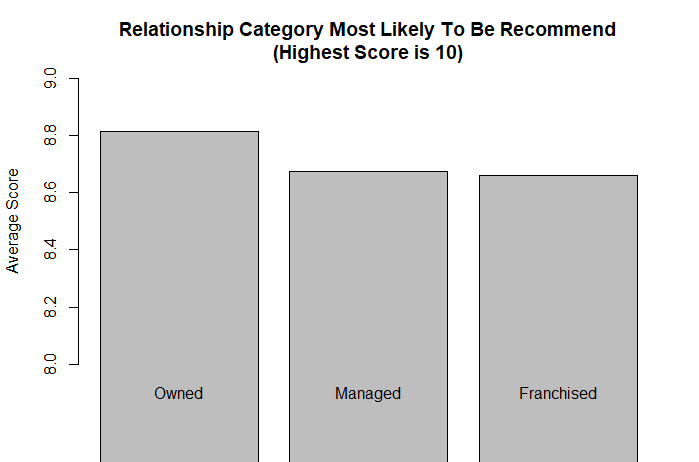 Relationship Category Most Likely To Be Recommend
(Highest Score is 10)
Average Score
9.0
8.8
8.6
8.4
8.2
8.0
Owned
Managed
Franchised